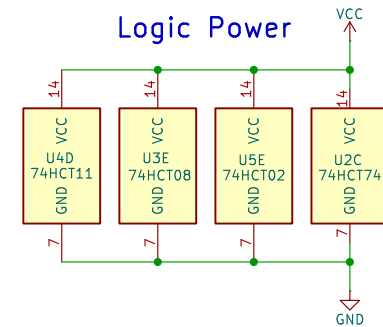 Logic Power
VCC
14 14 14 14
VCC VCC VCC VCC
U4D U3E U5E U2C
74HCT11 74HCT08 74HCT02 74HCT74
GND GND GND GND
7 7 7 7
GND